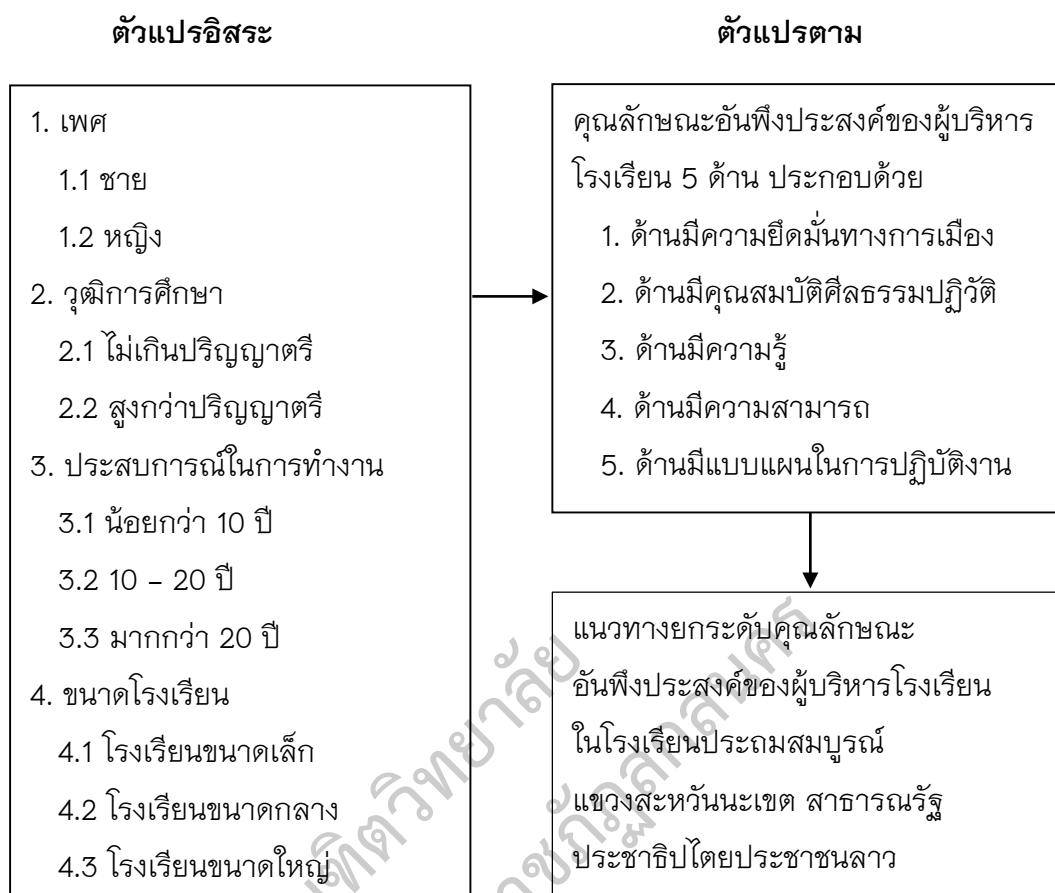 ตัวแปรอิสระ
1. เพศ
1.1 ชาย
1.2 หญิง
2. วุฒิการศึกษา
2.1 ไม่เกินปริญญาตรี
2.2 สูงกว่าปริญญาตรี
3. ประสบการณ์ในการทำงาน
3.1 น้อยกว่า 10 ปี
3.2 10 – 20 ปี
3.3 มากกว่า 20 ปี
4. ขนาดโรงเรียน
4.1 โรงเรียนขนาดเล็ก
4.2 โรงเรียนขนาดกลาง
4.3 โรงเรียนขนาดใหญ่
ตัวแปรตาม
คุณลักษณะอันพึงประสงค์ของผู้บริหาร
โรงเรียน 5 ด้าน ประกอบด้วย
1. ด้านมีความยึดมั่นทางการเมือง
2. ด้านมีคุณสมบัติศีลธรรมปฏิวัติ
3. ด้านมีความรู้
4. ด้านมีความสามารถ
5. ด้านมีแบบแผนในการปฏิบัติงาน
แนวทางยกระดับคุณลักษณะ
อันพึงประสงค์ของผู้บริหารโรงเรียน
ในโรงเรียนประถมสมบูรณ์
แขวงสะหวันนะเขต สาธารณรัฐ
ประชาธิปไตยประชาชนลาว